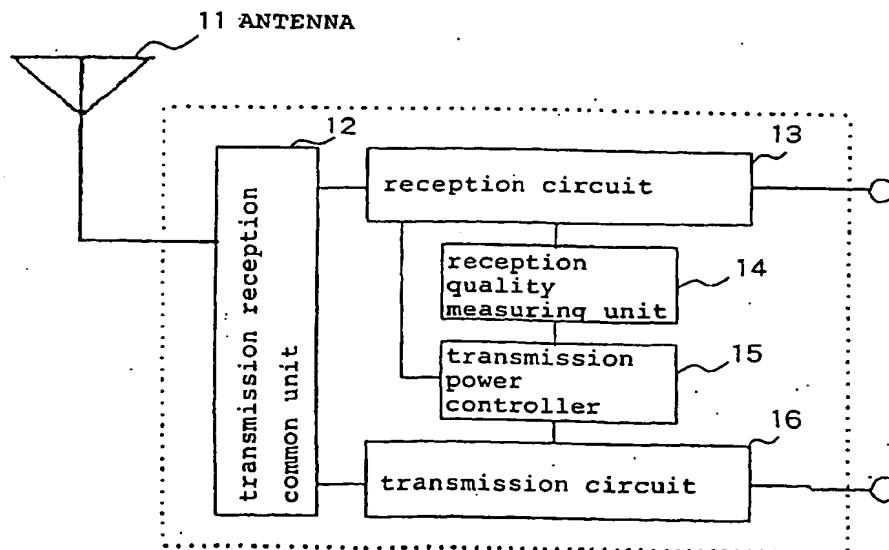 11 ANTENNA
12
13
reception circuit
reception
quality
measuring unit
14
transmission
power
controller
15
16
transmission circuit
transmission reception
common unit